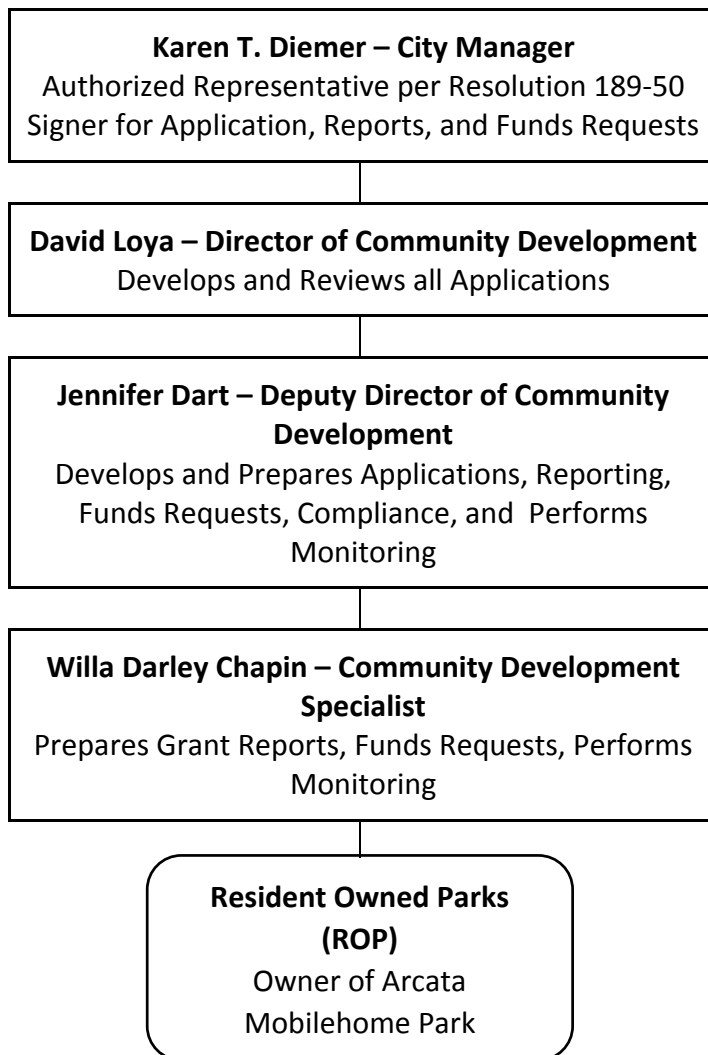 Karen T. Diemer – City Manager
Authorized Representative per Resolution 189-50
Signer for Application, Reports, and Funds Requests
David Loya – Director of Community Development
Develops and Reviews all Applications
Jennifer Dart – Deputy Director of Community
Development
Develops and Prepares Applications, Reporting,
Funds Requests, Compliance, and  Performs
Monitoring
Willa Darley Chapin – Community Development
Specialist
Prepares Grant Reports, Funds Requests, Performs
Monitoring
Resident Owned Parks
(ROP)
Owner of Arcata
Mobilehome Park